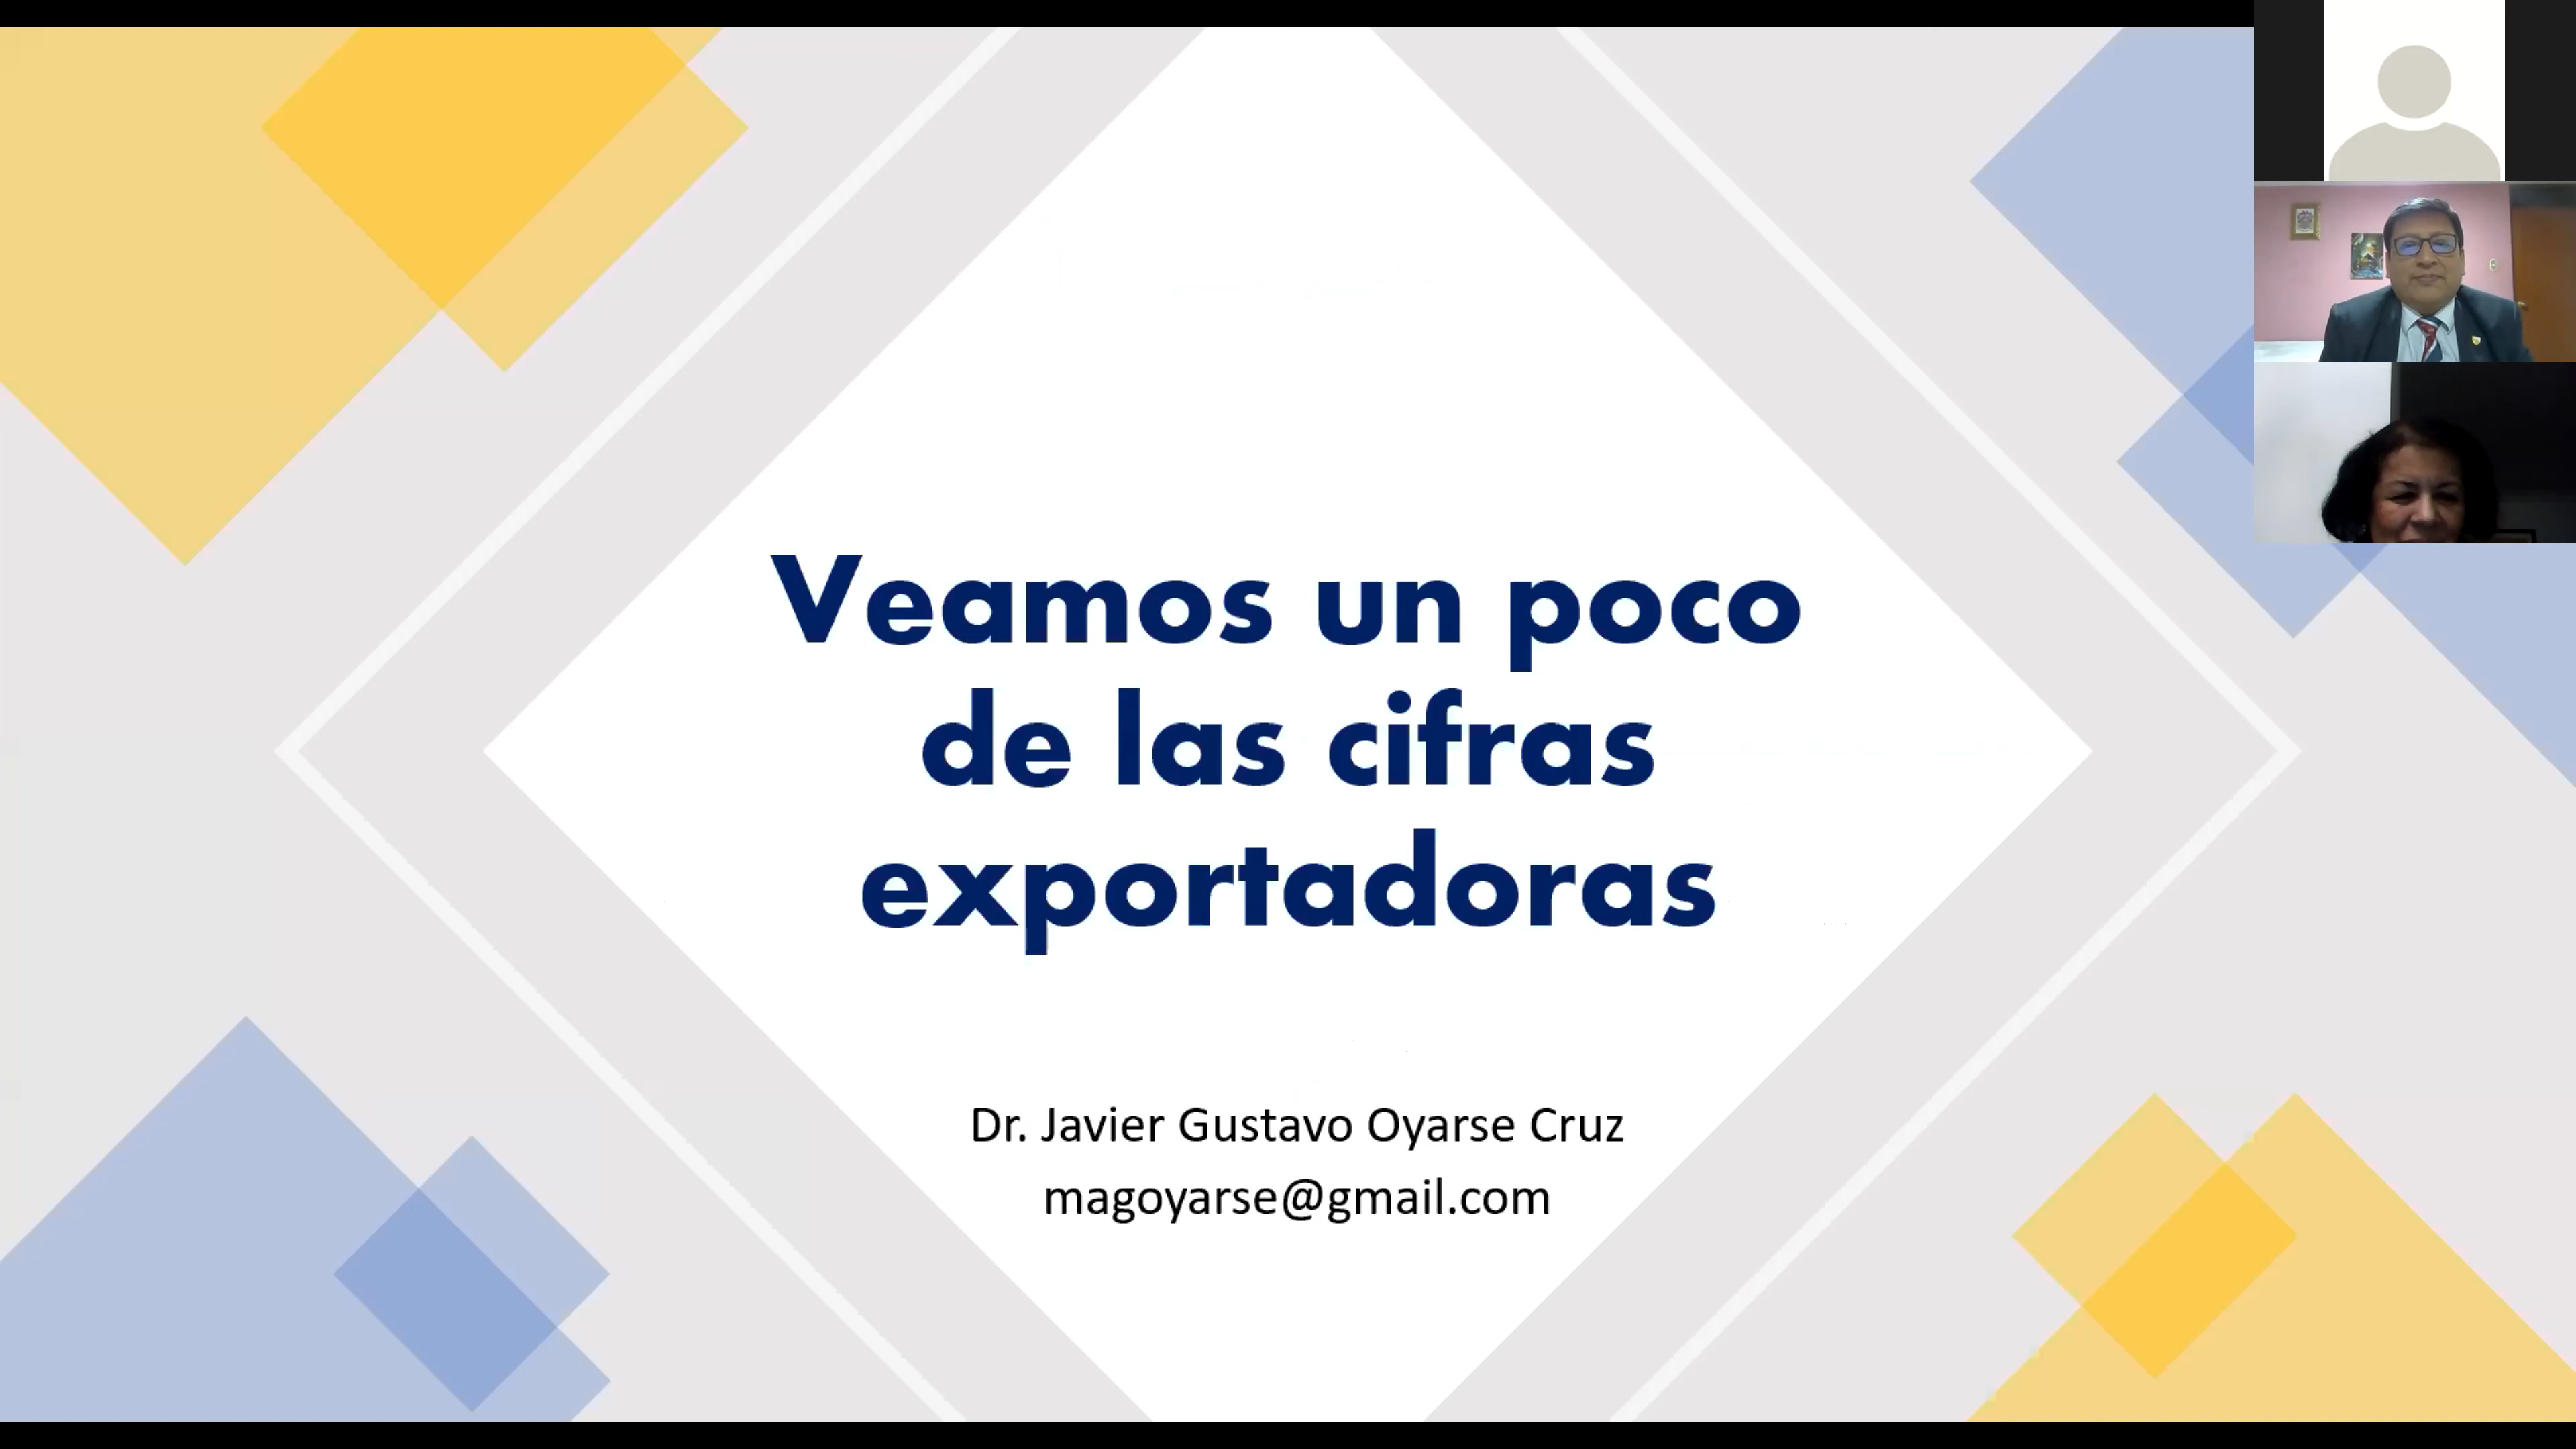 Veamos un poco
de las cifras
exportadoras
Dr. Javier Gustavo Oyarse Cruz
magoyarse@gmail.com